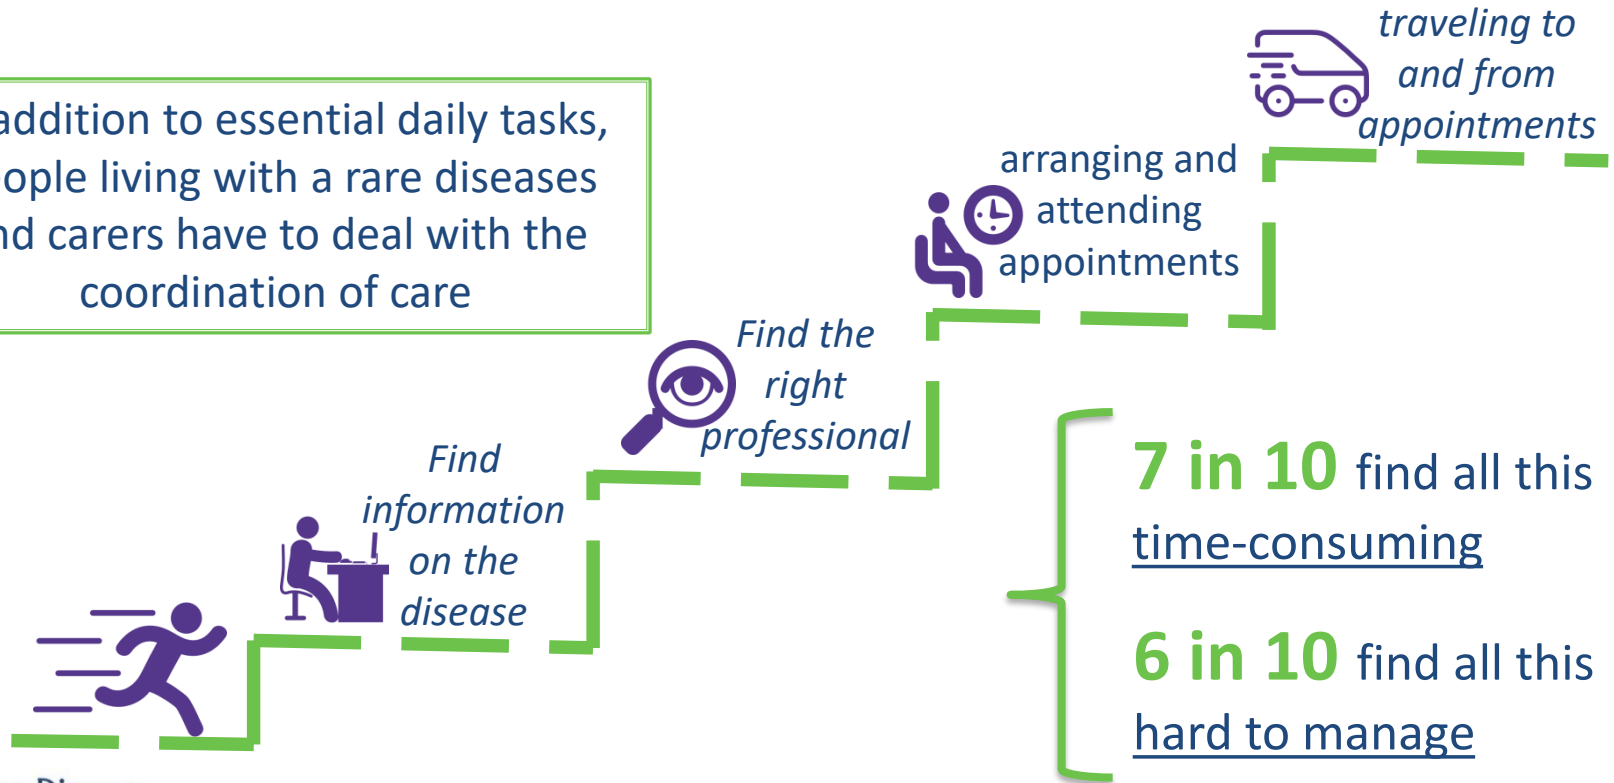 addition to essential daily tasks,
people living with a rare diseases
and carers have to deal with the
coordination of care
traveling to
and from
appointments
arranging and
attending
appointments
Find the
right
professional
Find
information
on the
disease
7 in 10 find all this
time-consuming
6 in 10 find all this
hard to manage